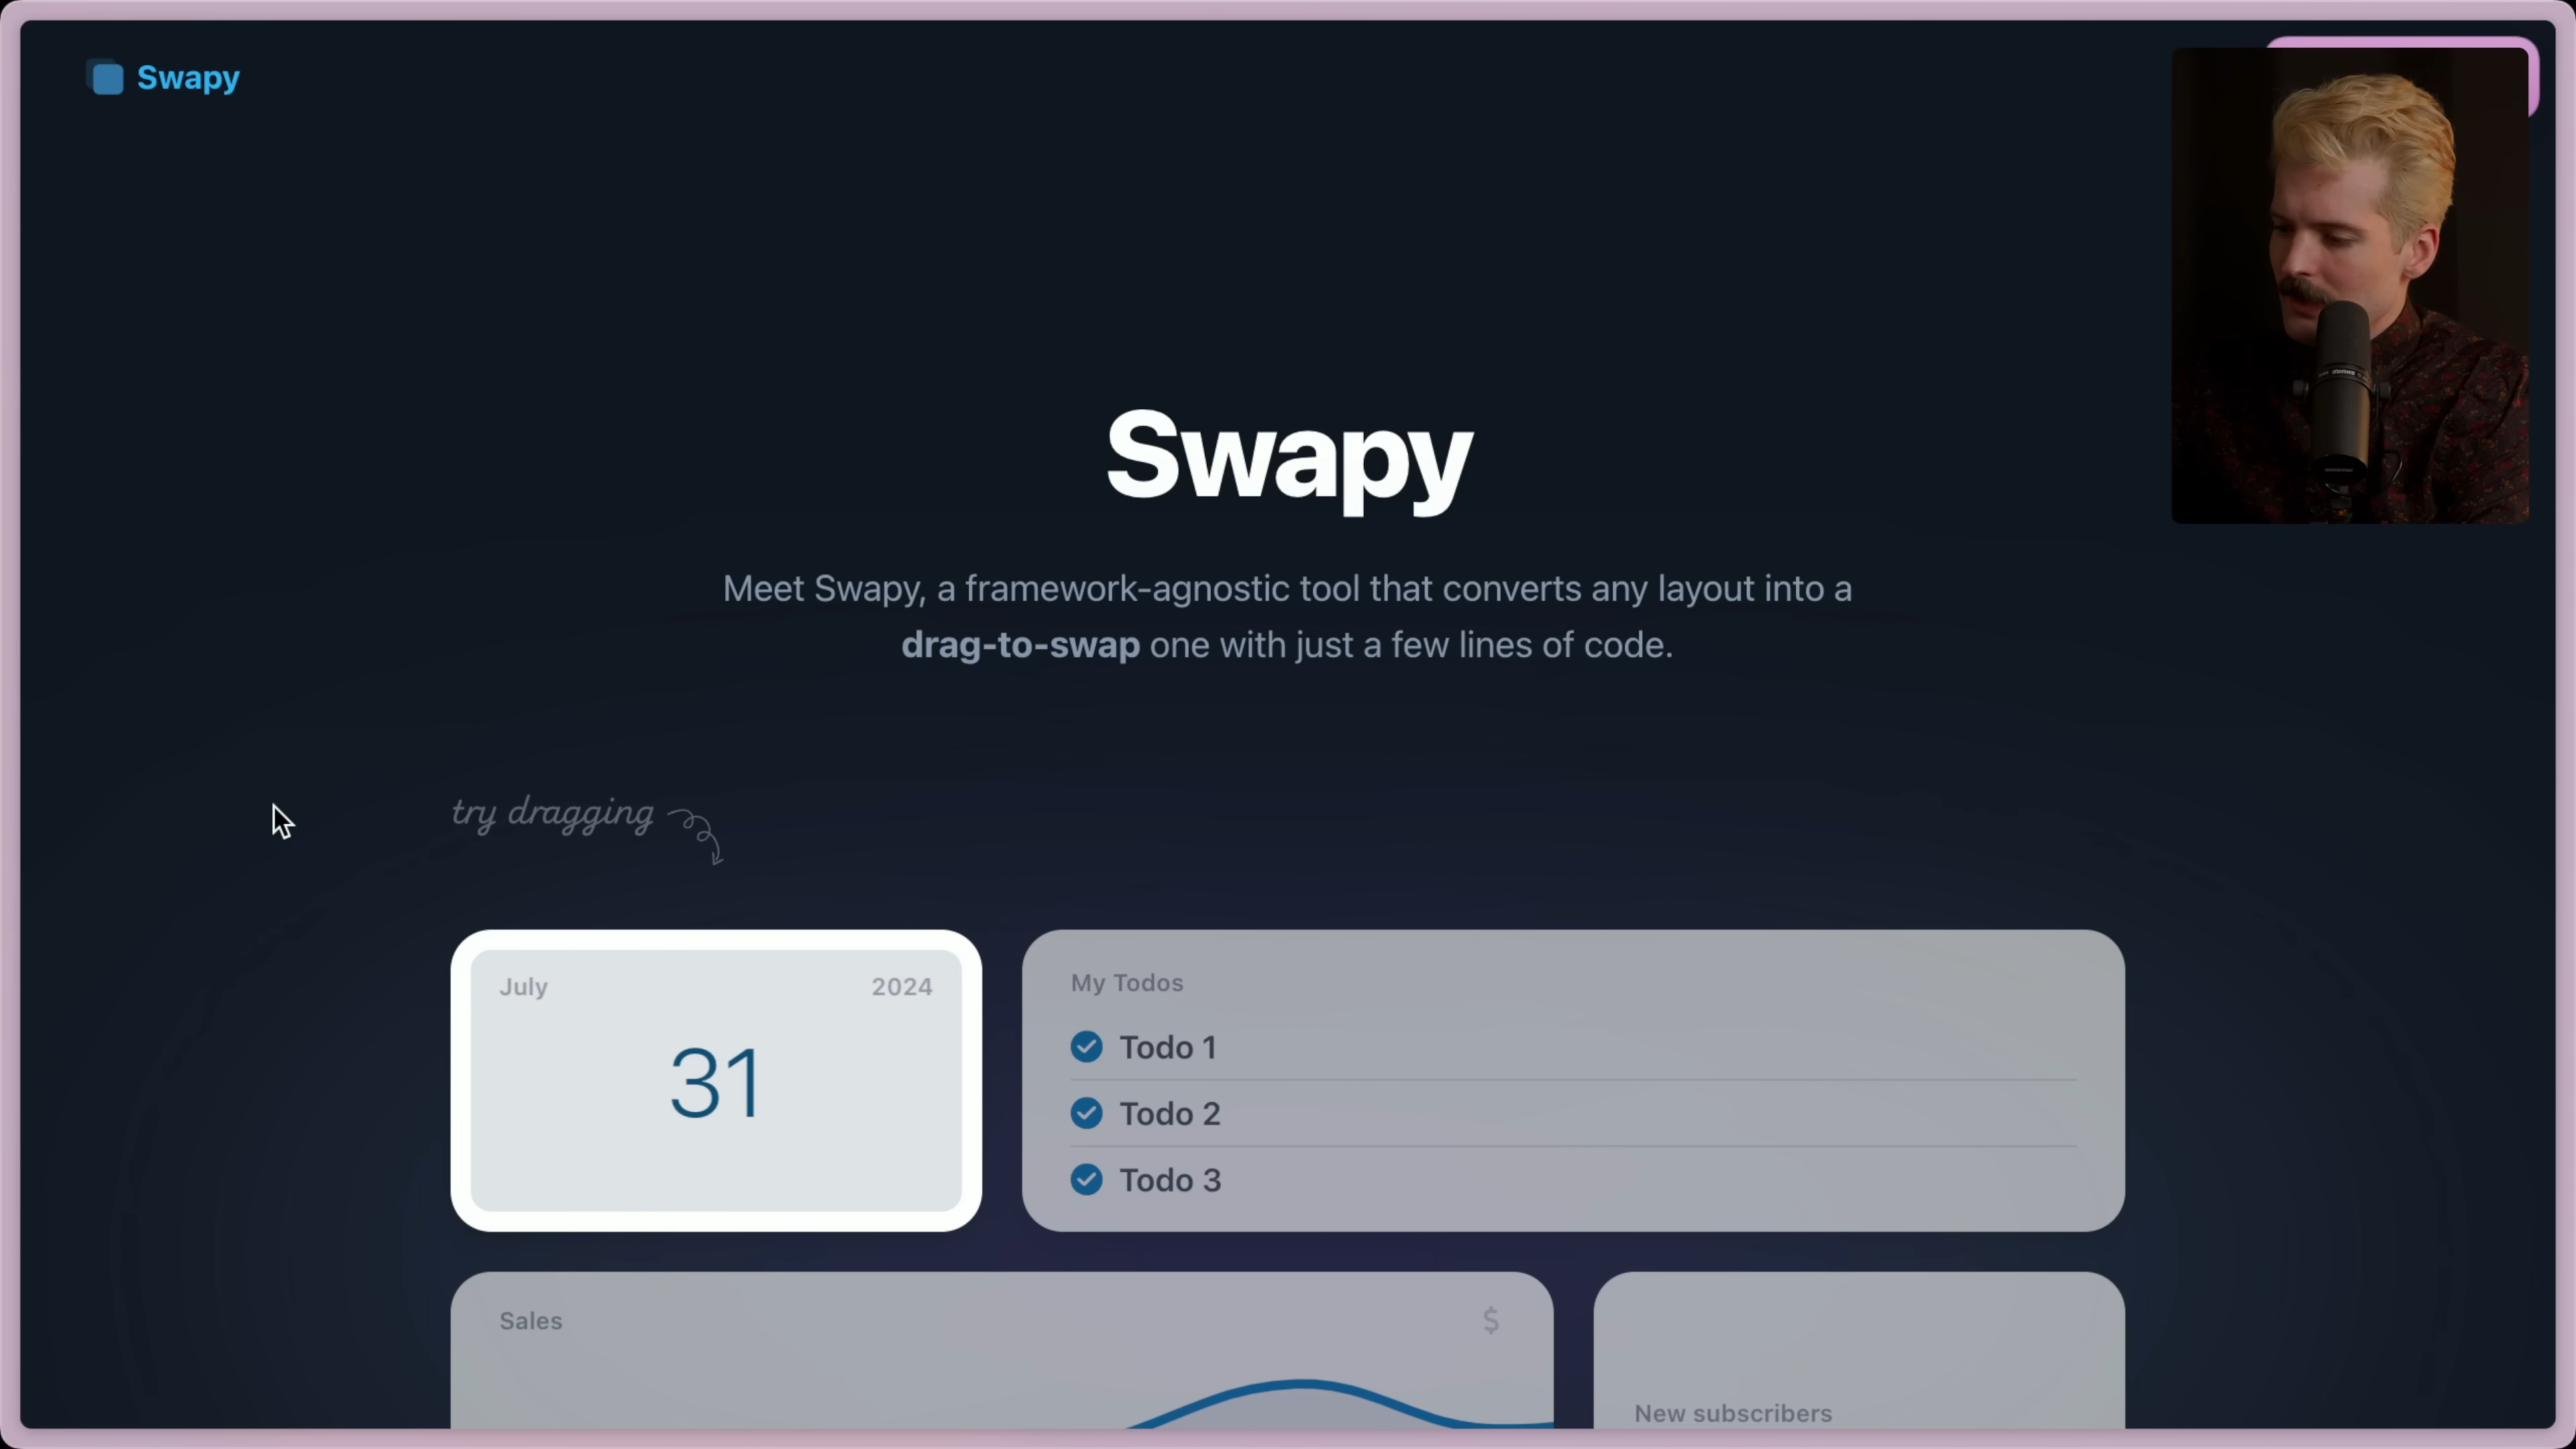 Swapy
Swapy
Meet Swapy, a framework-agnostic tool that converts any layout into a
drag-to-swap one with just a few lines of code.
try dragging
July 2024
31
My Todos
Todo 1
Todo 2
Todo 3
Sales $
New subscribers